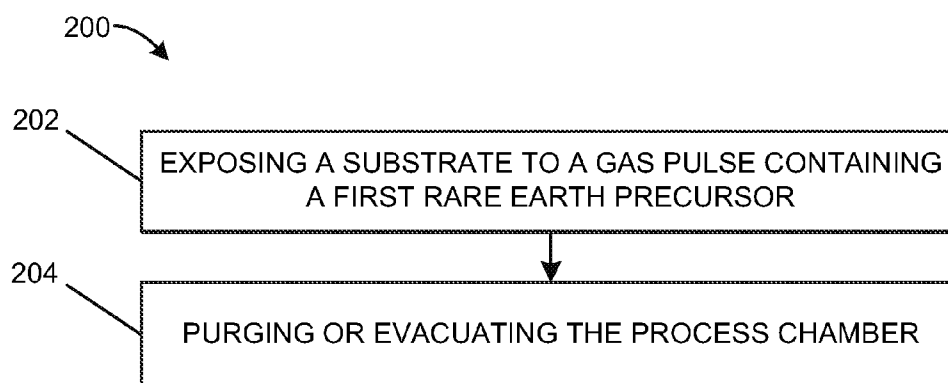 200
202
EXPOSING A SUBSTRATE TO A GAS PULSE CONTAINING
A FIRST RARE EARTH PRECURSOR
204
PURGING OR EVACUATING THE PROCESS CHAMBER